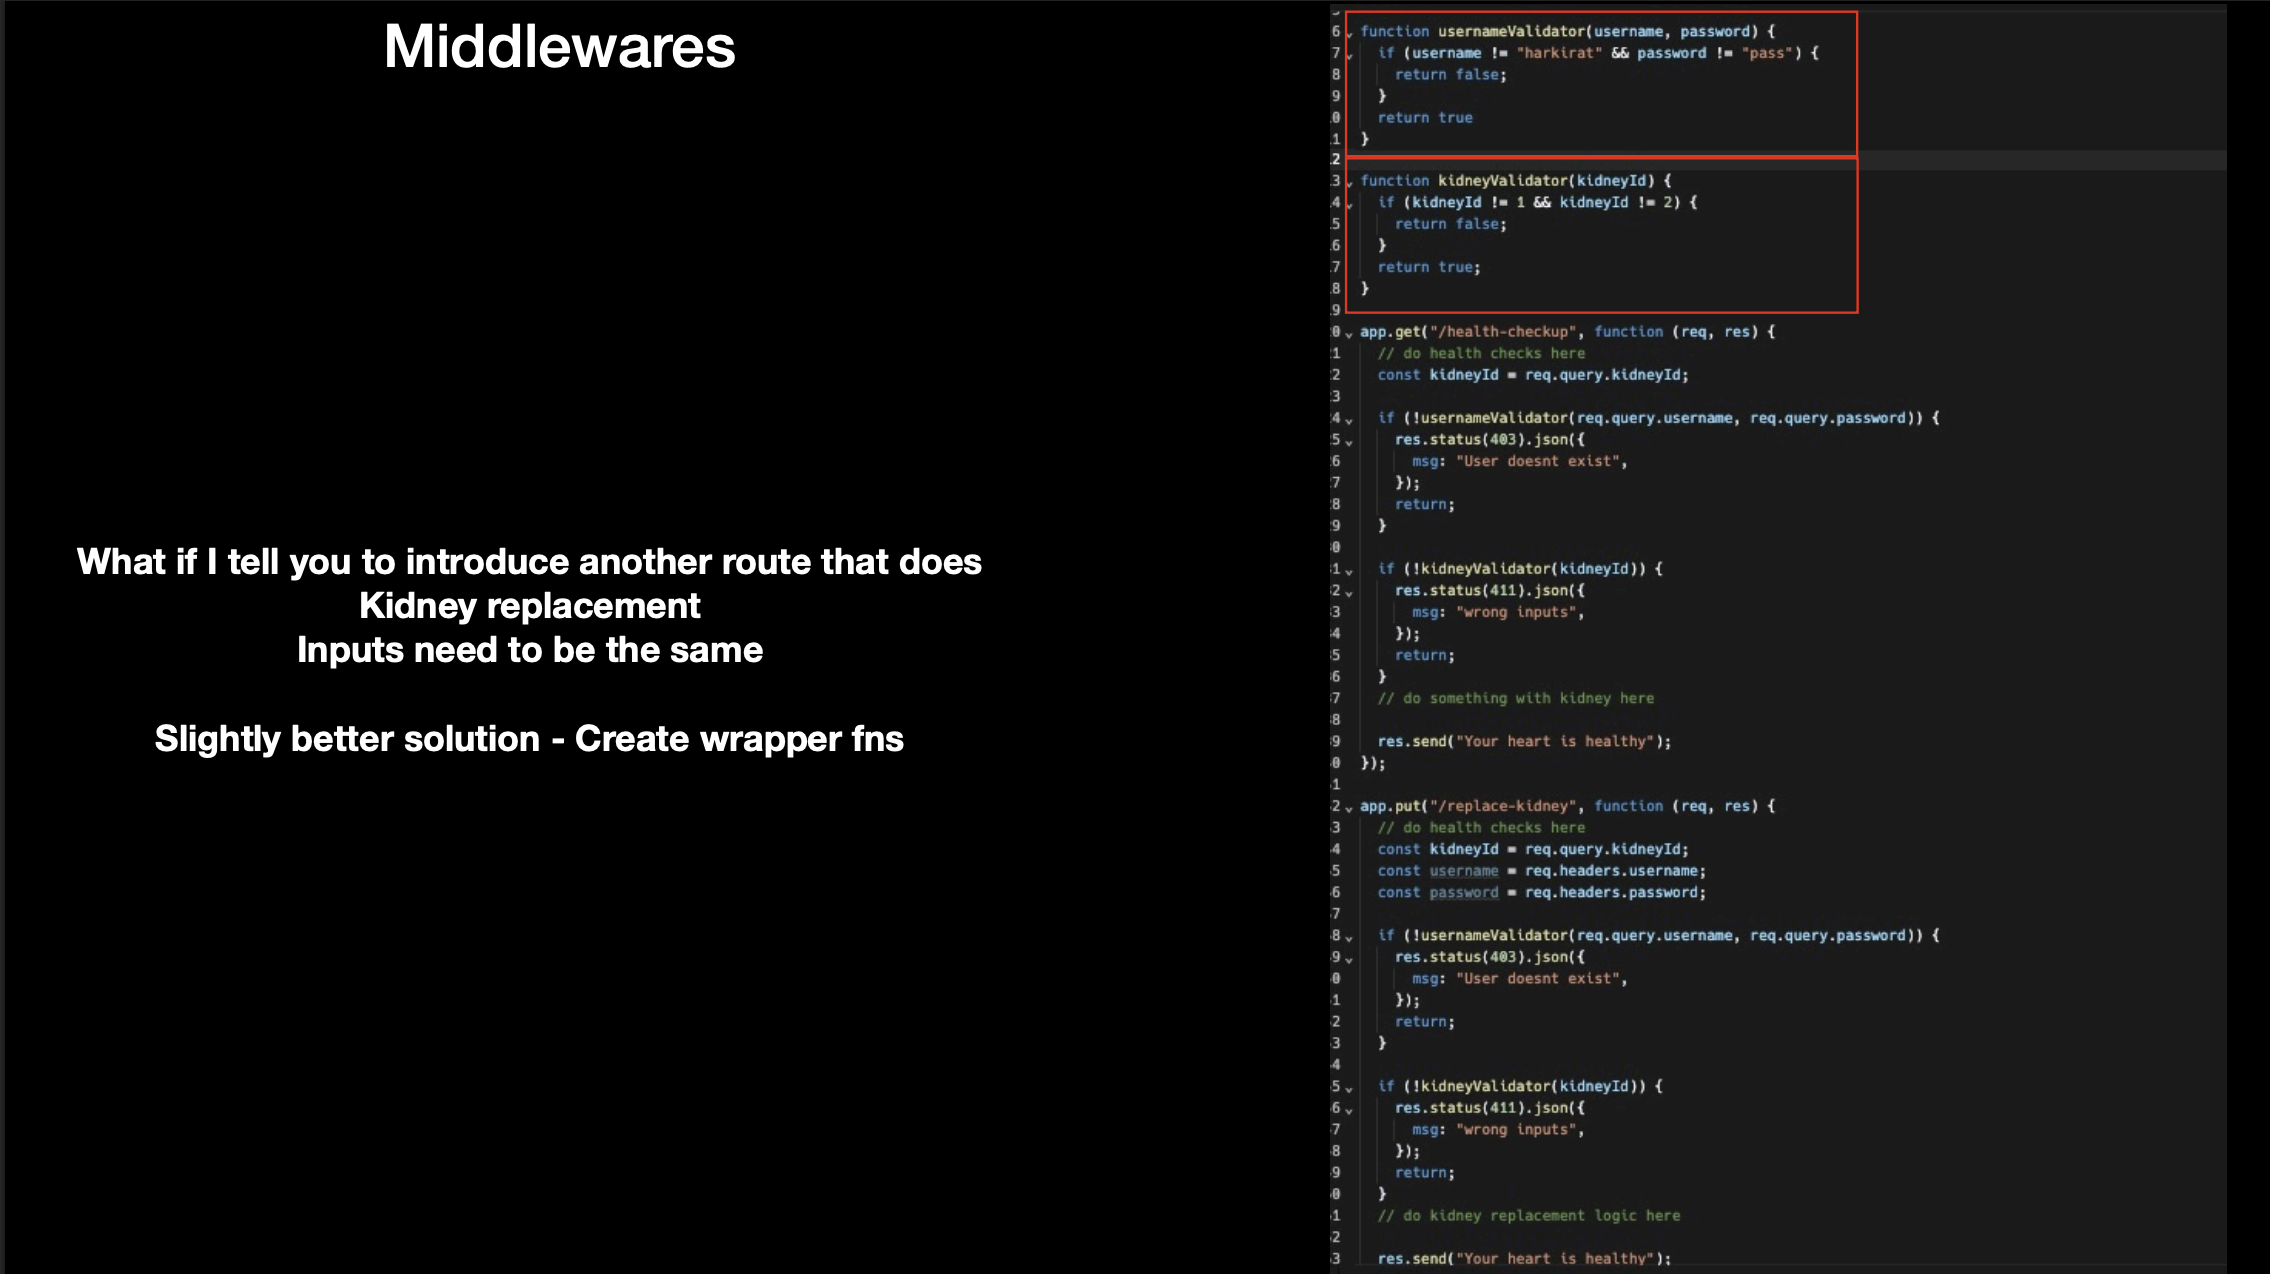 Middlewares
What if I tell you to introduce another route that does
Kidney replacement
Inputs need to be the same
Slightly better solution - Create wrapper fns
6 function usernameValidator(username, password) {
7 if (username != "harkirat" && password != "pass") {
8 return false;
9 }
.0 return true
.1 }
.2
.3 function kidneyValidator(kidneyId) {
.4 if (kidneyId != 1 && kidneyId != 2) {
.5 return false;
.6 }
.7 return true;
.8 }
.9
:0 app.get("/health-checkup", function (req, res) {
:1 // do health checks here
:2 const kidneyId = req.query.kidneyId;
:3
:4 if (!usernameValidator(req.query.username, req.query.password)) {
:5 res.status(403).json({
:6 msg: "User doesnt exist",
:7 });
:8 return;
:9 }
:0
:1 if (!kidneyValidator(kidneyId)) {
:2 res.status(411).json({
:3 msg: "wrong inputs",
:4 });
:5 return;
:6 }
:7 // do something with kidney here
:8
:9 res.send("Your heart is healthy");
:0 });
:1
:2 app.put("/replace-kidney", function (req, res) {
:3 // do health checks here
:4 const kidneyId = req.query.kidneyId;
:5 const username = req.headers.username;
:6 const password = req.headers.password;
:7
:8 if (!usernameValidator(req.query.username, req.query.password)) {
:9 res.status(403).json({
:0 msg: "User doesnt exist",
:1 });
:2 return;
:3 }
:4
:5 if (!kidneyValidator(kidneyId)) {
:6 res.status(411).json({
:7 msg: "wrong inputs",
:8 });
:9 return;
:0 }
:1 // do kidney replacement logic here
:2
:3 res.send("Your heart is healthy");